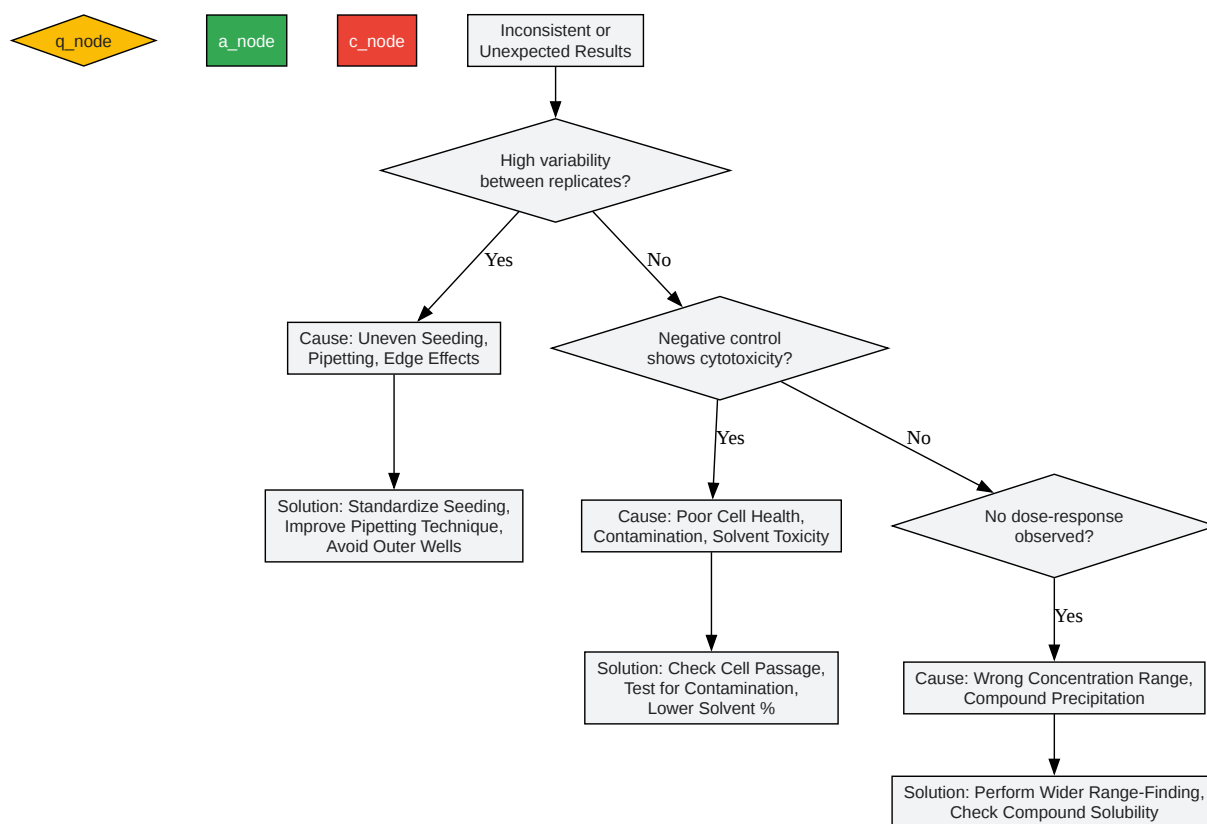 q_node
a_node
c_node
Inconsistent or
Unexpected Results
High variability
between replicates?
Yes
No
Cause: Uneven Seeding,
Pipetting, Edge Effects
Negative control
shows cytotoxicity?
Yes
No
Solution: Standardize Seeding,
Improve Pipetting Technique,
Avoid Outer Wells
Cause: Poor Cell Health,
Contamination, Solvent Toxicity
No dose-response
observed?
Yes
Solution: Check Cell Passage,
Test for Contamination,
Lower Solvent %
Cause: Wrong Concentration Range,
Compound Precipitation
Solution: Perform Wider Range-Finding,
Check Compound Solubility